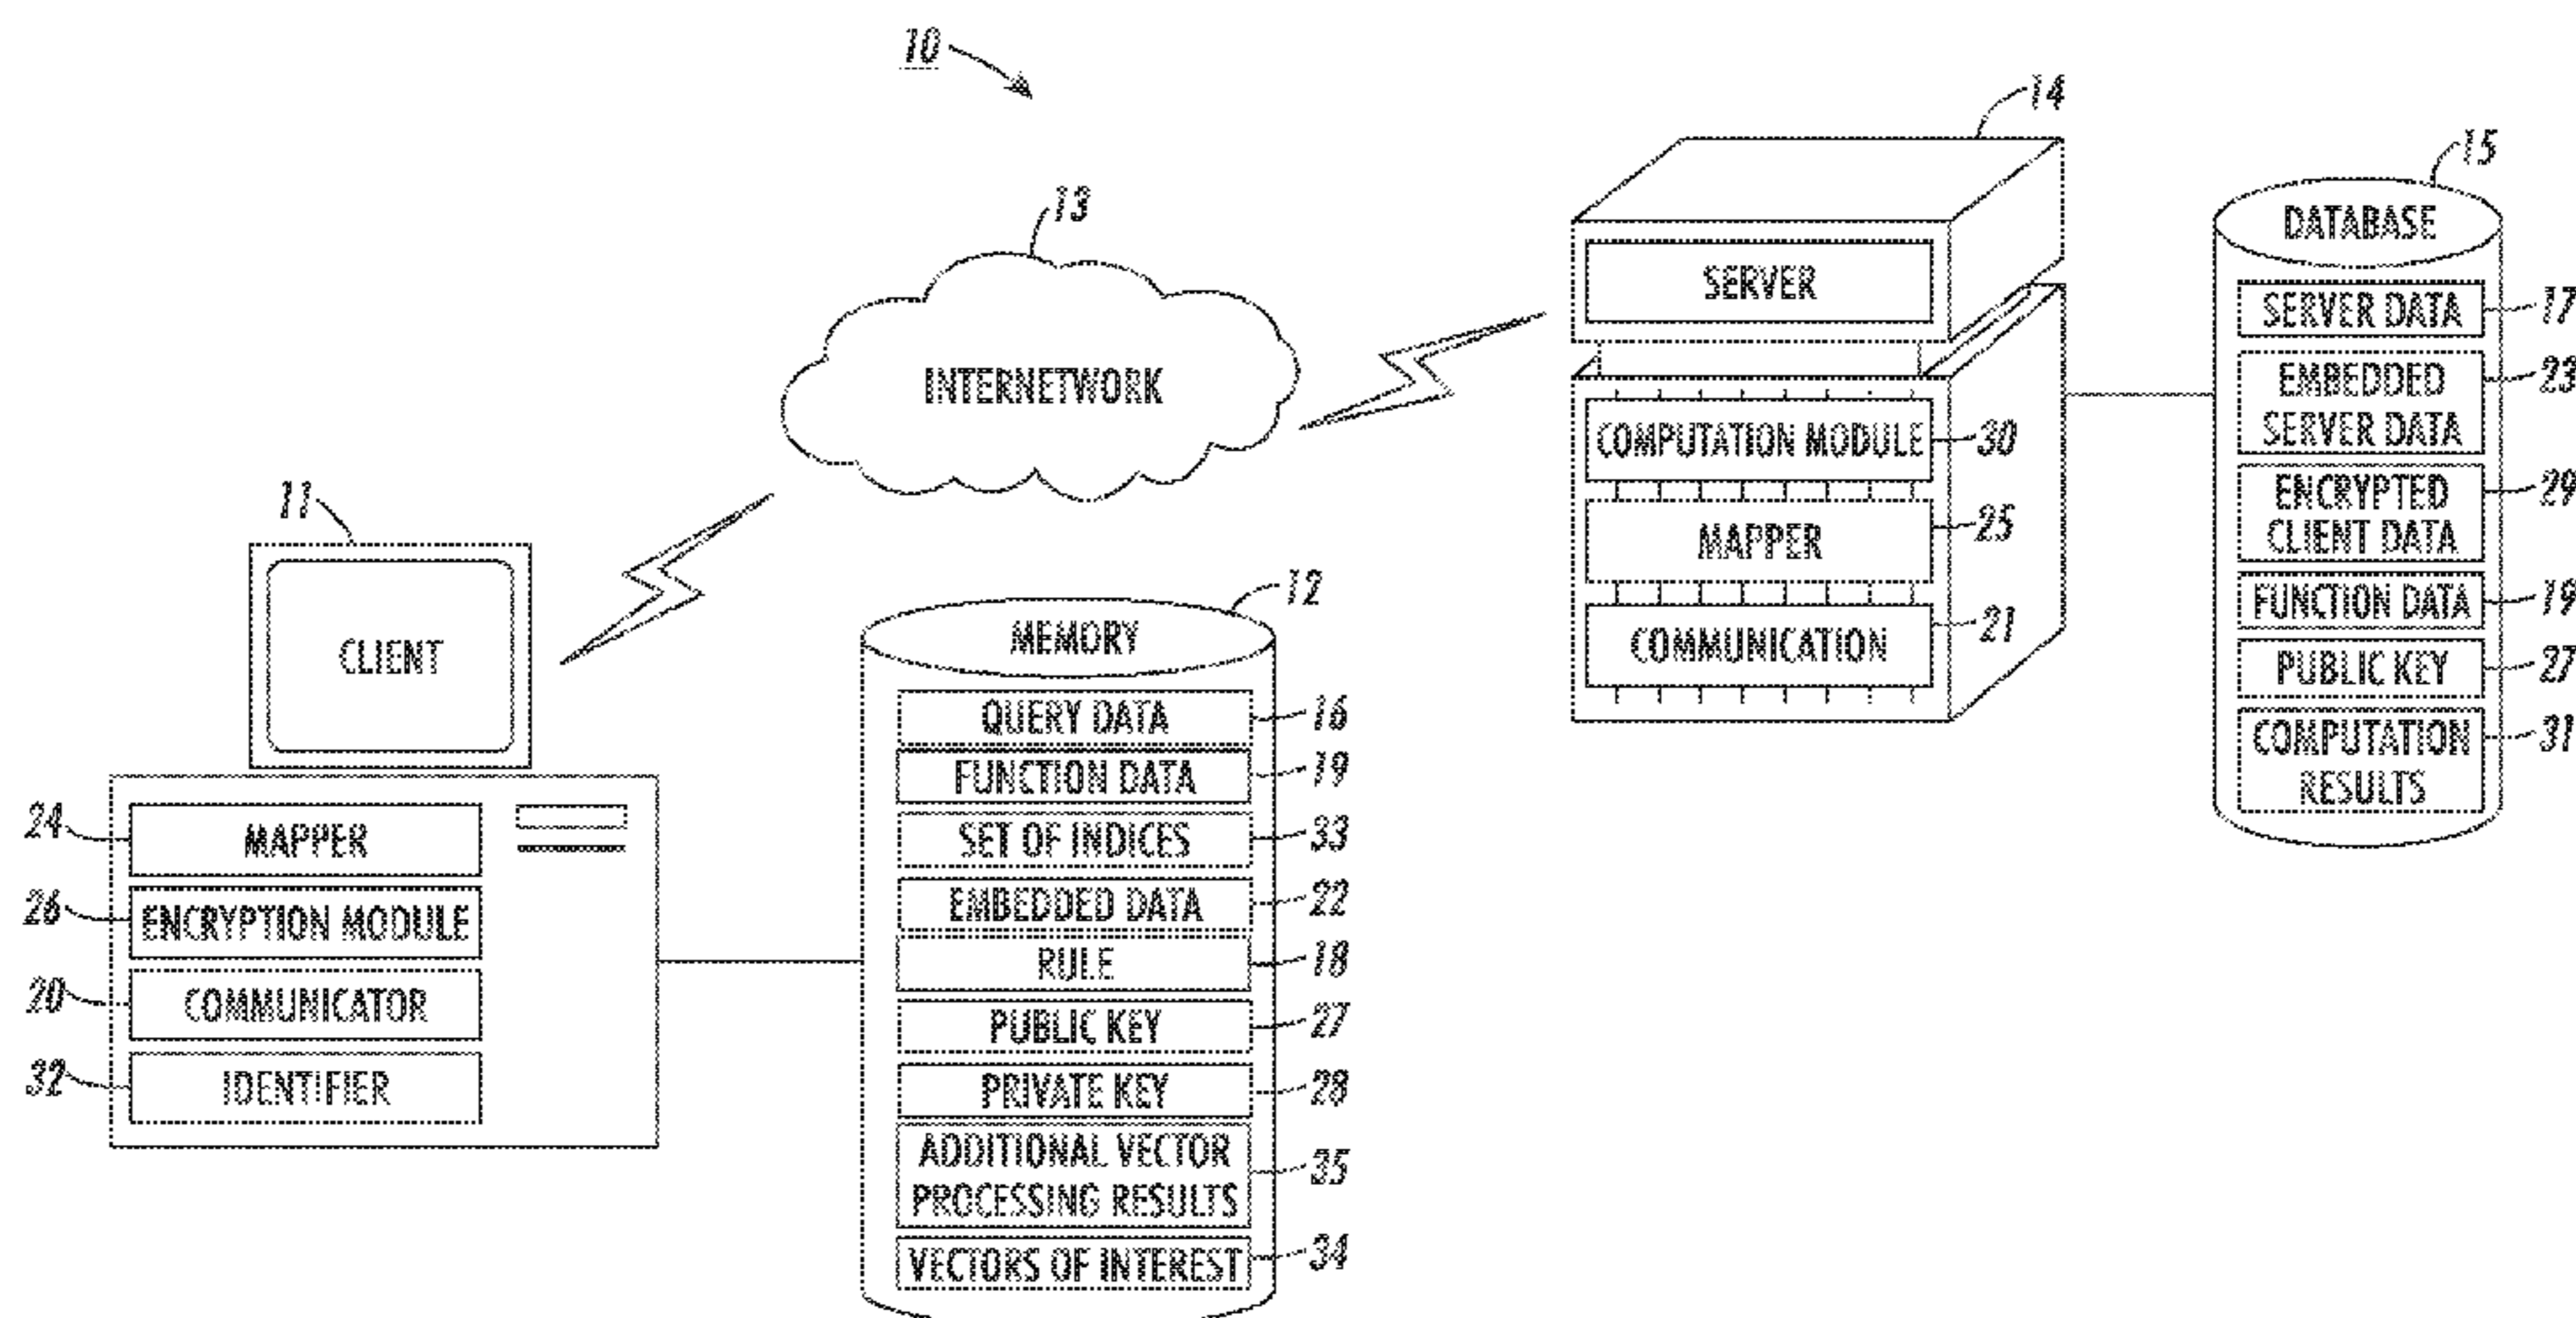 10
14
15
DATABASE
13
SERVER
SERVER DATA 17
INTERNETWORK
EMBEDDED
SERVER DATA 23
COMPUTATION MODULE 30
11
ENCRYPTED
CLIENT DATA 29
MAPPER 25
12
FUNCTION DATA 19
CLIENT
MEMORY
COMMUNICATION 21
PUBLIC KEY 27
QUERY DATA 16
COMPUTATION
RESULTS 31
FUNCTION DATA 19
24 MAPPER
SET OF INDICES 33
26 ENCRYPTION MODULE
EMBEDDED DATA 22
RULE 18
20 COMMUNICATOR
PUBLIC KEY 27
32 IDENTIFIER
PRIVATE KEY 28
ADDITIONAL VECTOR
PROCESSING RESULTS 35
VECTORS OF INTEREST 34